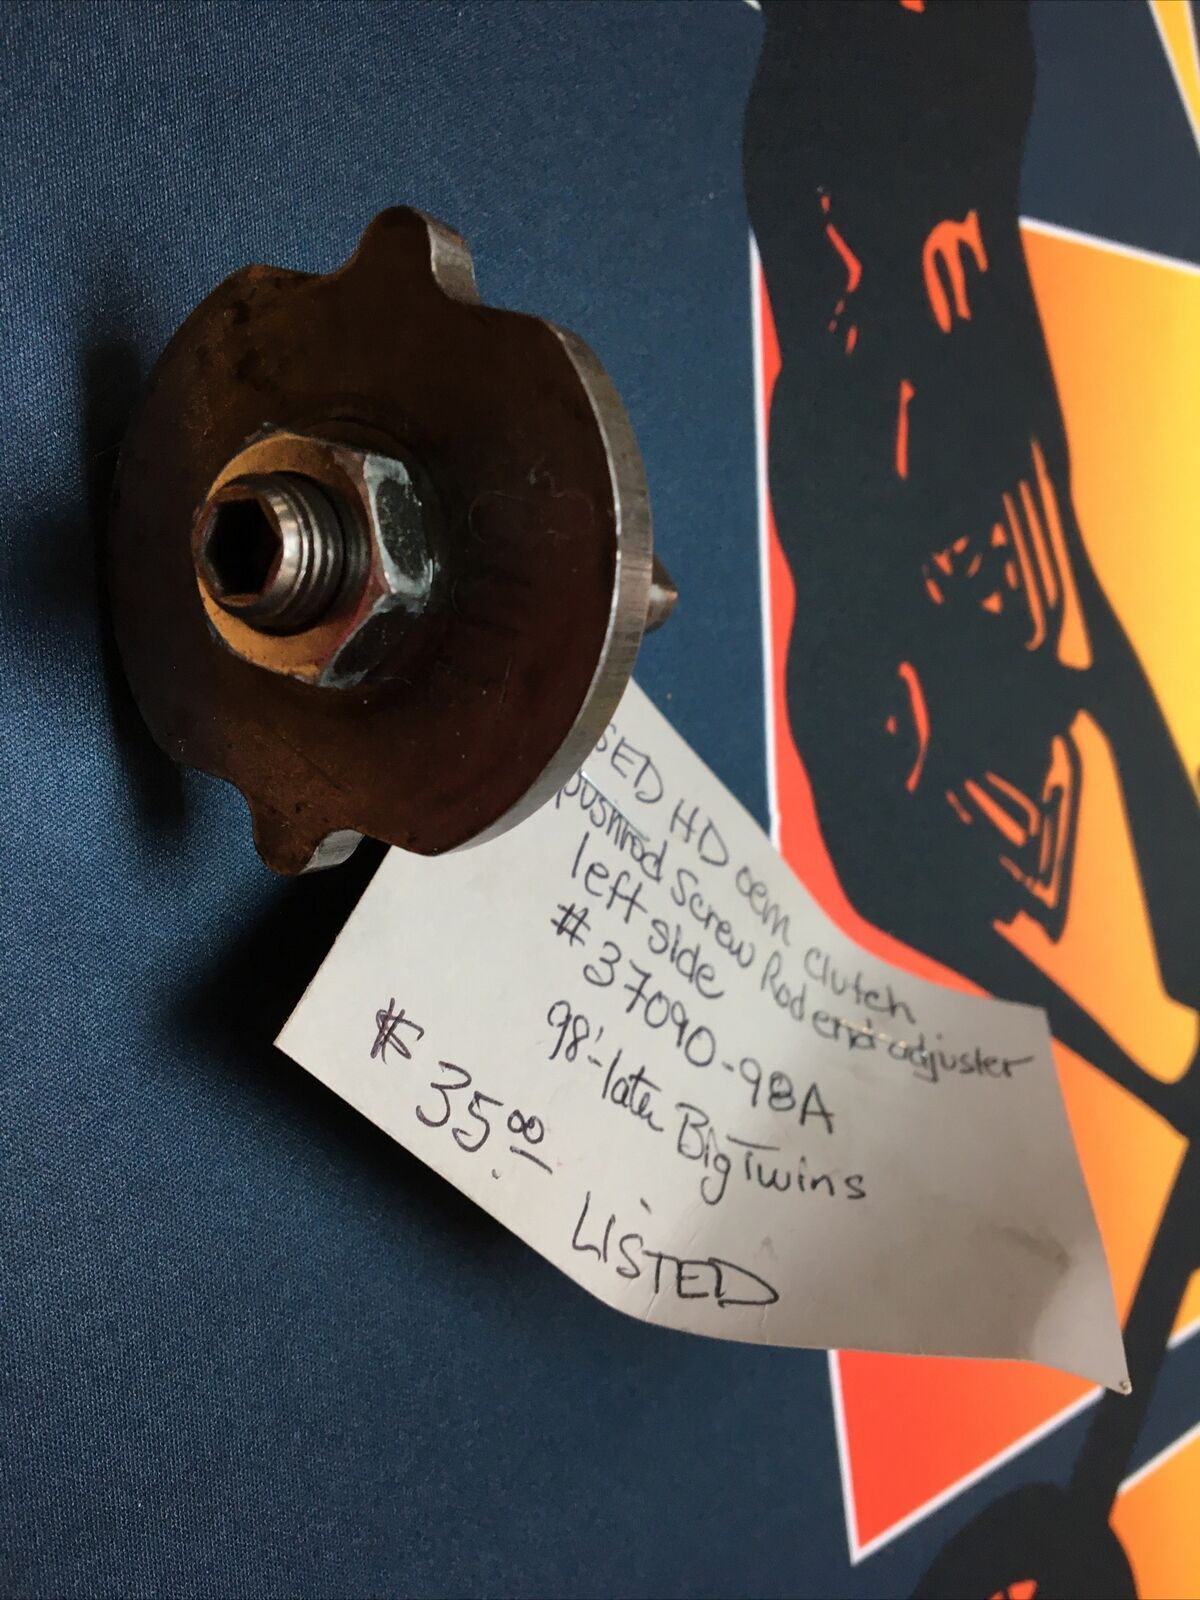 SED HD oem Clutch
pushrod Screw Rod end adjuster
left side
# 37090-98A
98'-later Big Twins
$ 35.00
LISTED